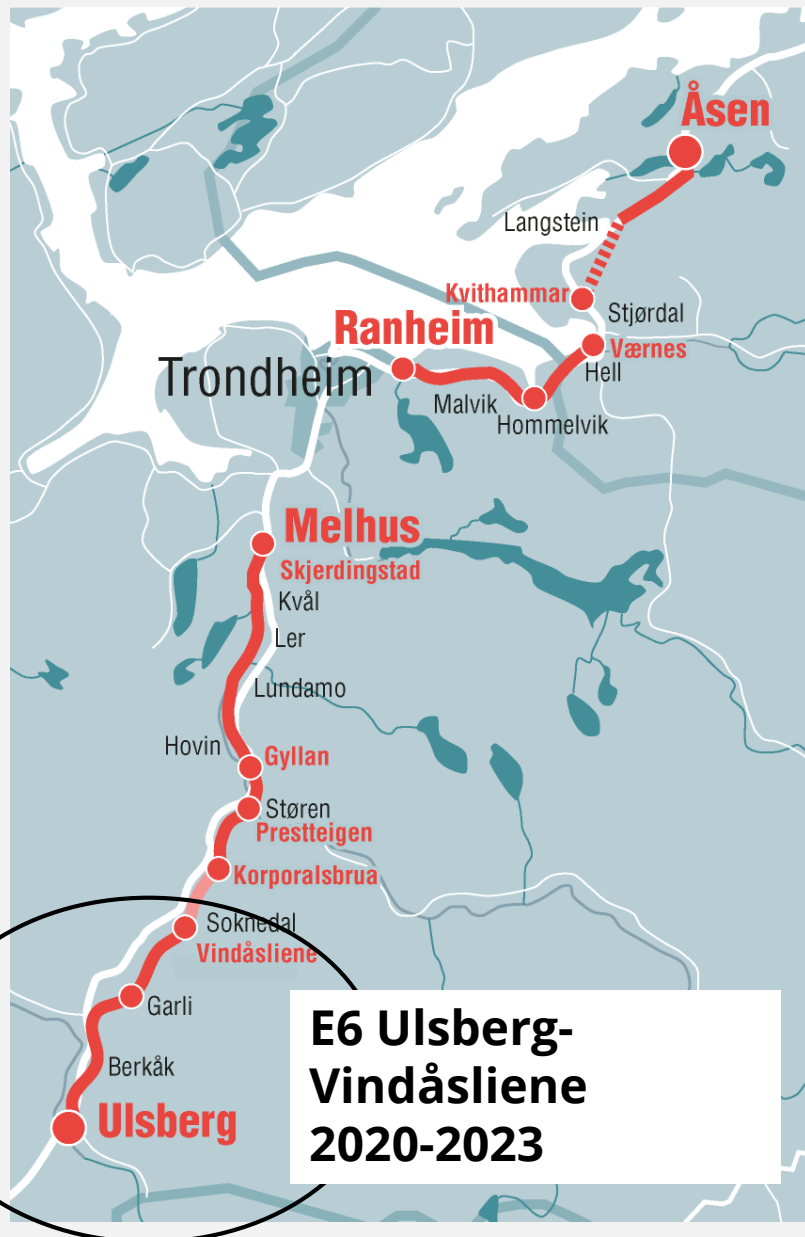 Åsen
Langstein
Kvithammar
Stjørdal
Ranheim
Værnes
Trondheim
Hell
Malvik
Hommelvik
Melhus
Skjerdingstad
Kvål
Ler
Lundamo
Hovin
Gyllan
Støren
Prestteigen
Korporalsbrua
Soknedal
Vindåsliene
Garli
Berkåk
Ulsberg
E6 Ulsberg-
Vindåsliene
2020-2023